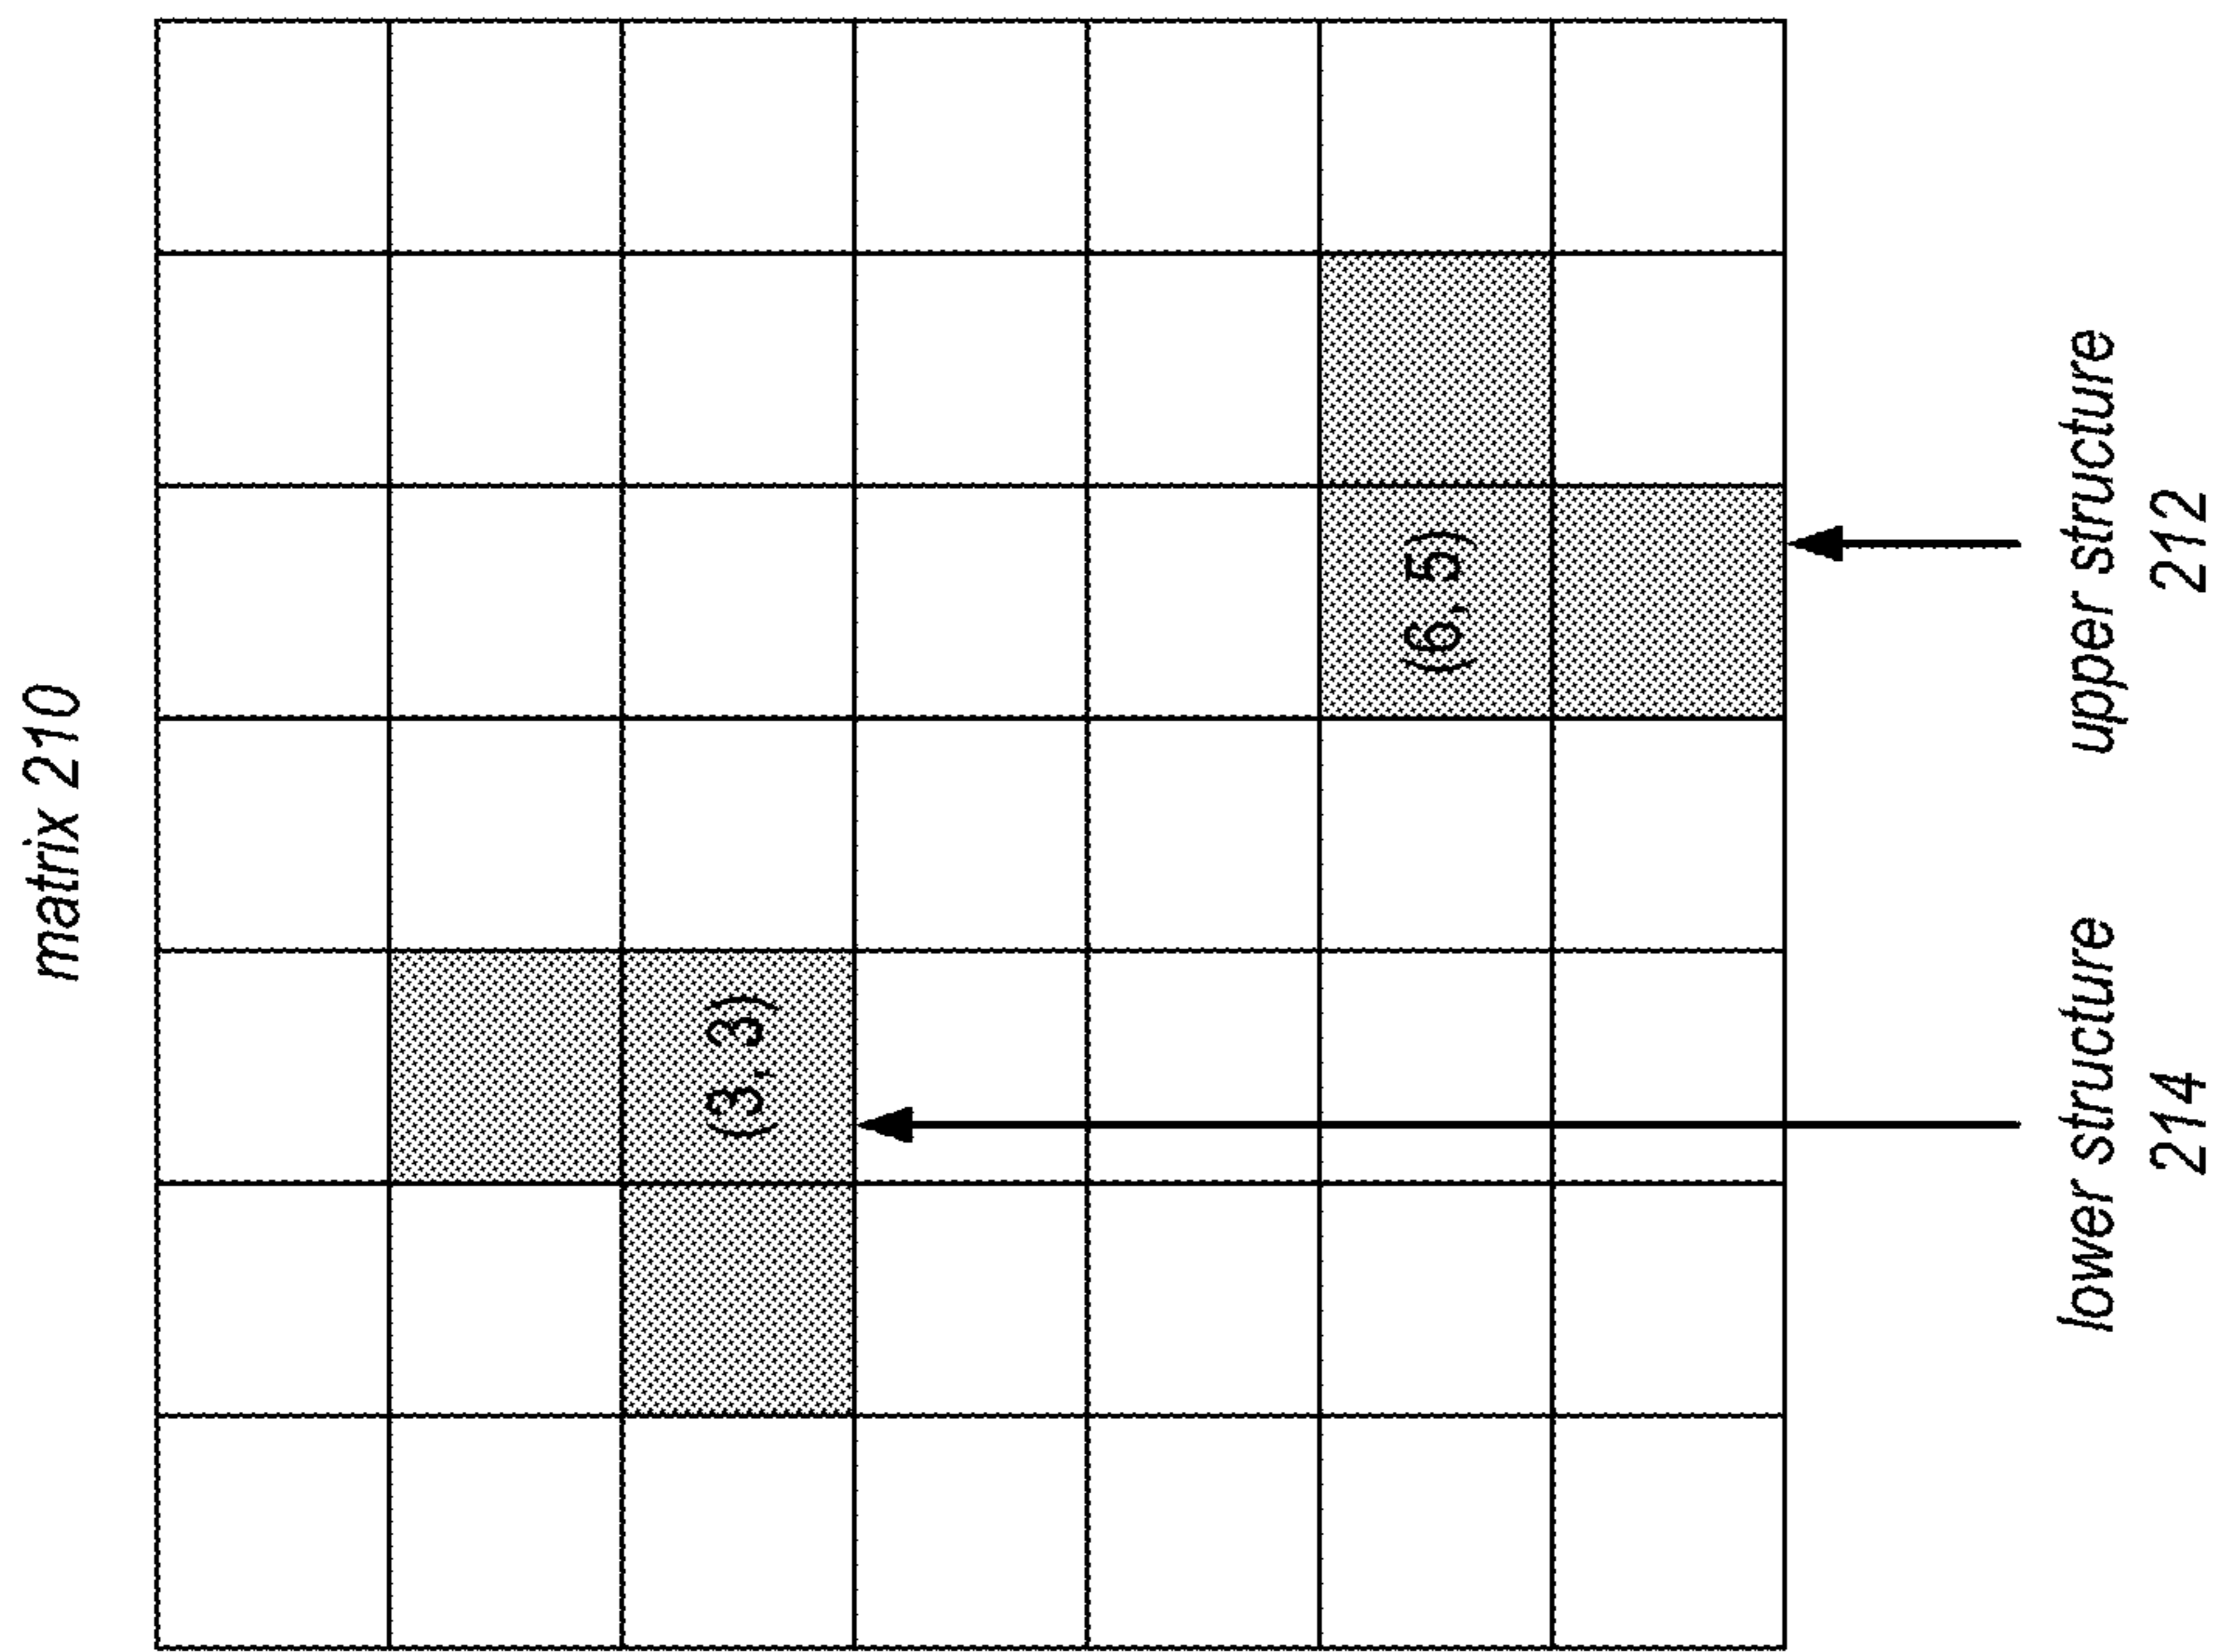 matrix 210
(3, 3)
(6, 5)
lower structure
214
upper structure
212